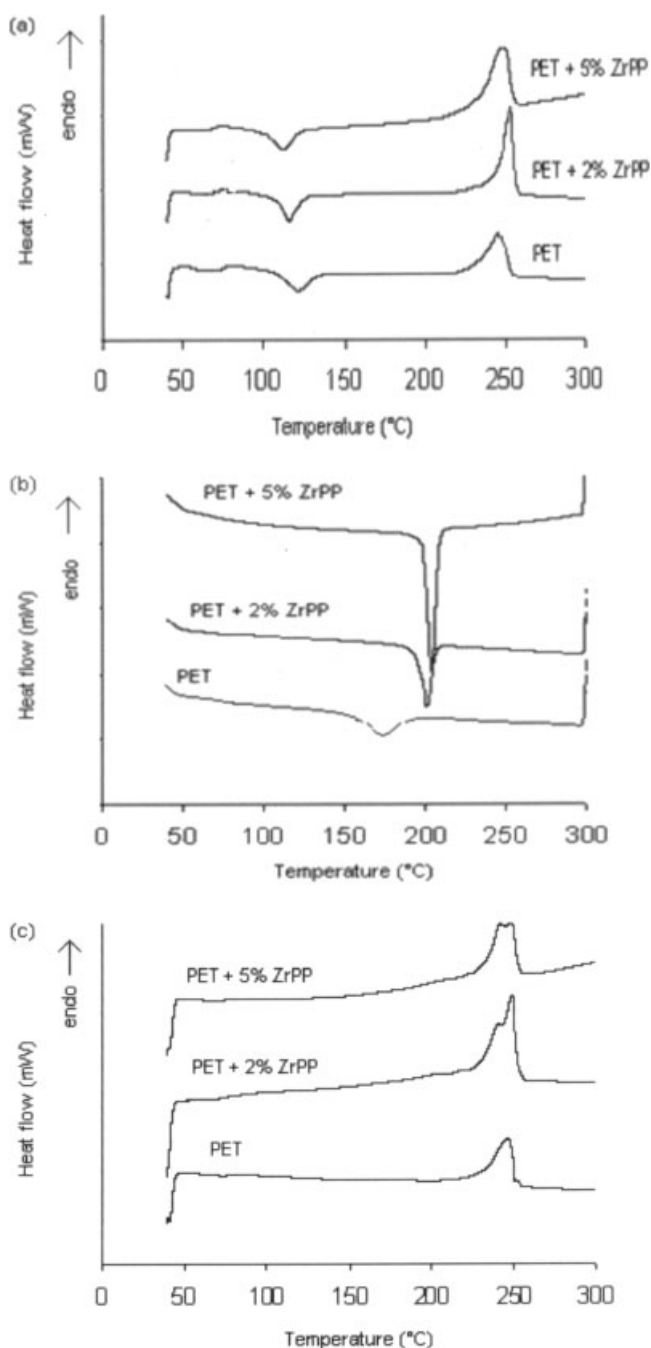 (a)
endo
Heat flow (mW)
PET + 5% ZrPP
PET + 2% ZrPP
PET
0 50 100 150 200 250 300
Temperature (°C)
(b)
endo
Heat flow (mW)
PET + 5% ZrPP
PET + 2% ZrPP
PET
0 50 100 150 200 250 300
Temperature (°C)
(c)
endo
Heat flow (mW)
PET + 5% ZrPP
PET + 2% ZrPP
PET
0 50 100 150 200 250 300
Temperature (°C)